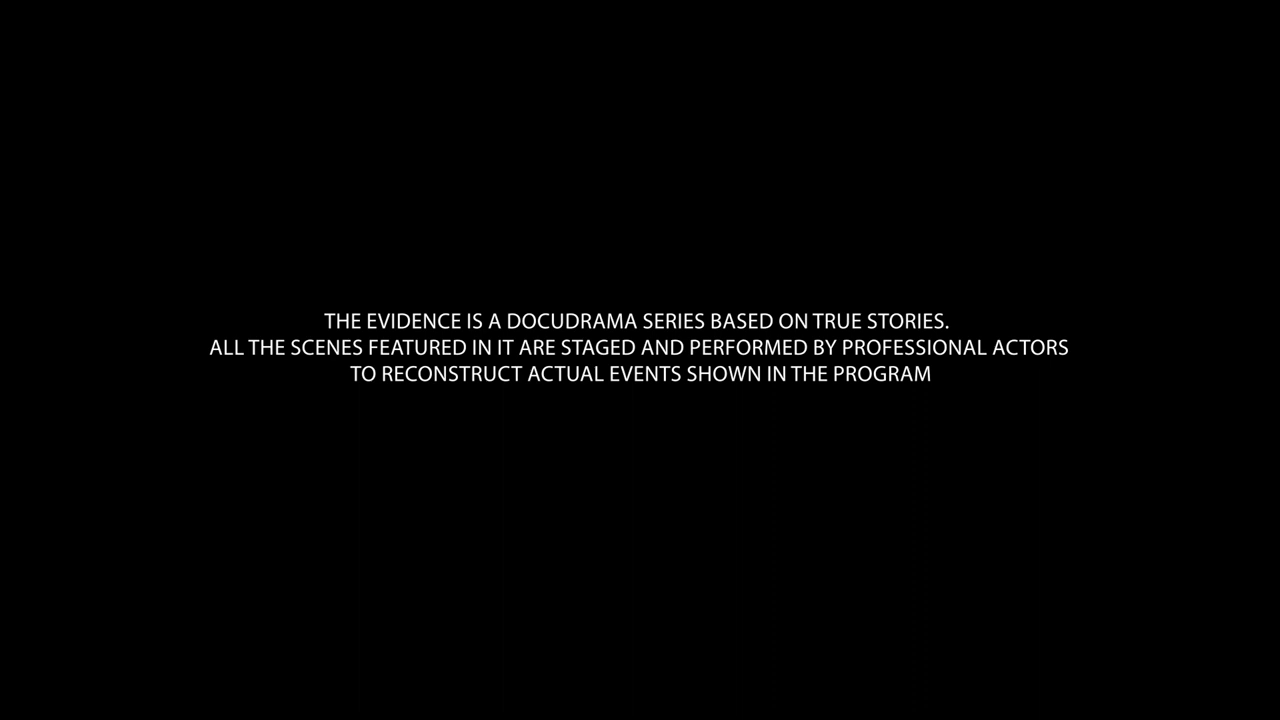 THE EVIDENCE IS A DOCUDRAMA SERIES BASED ON TRUE STORIES.
ALL THE SCENES FEATURED IN IT ARE STAGED AND PERFORMED BY PROFESSIONAL ACTORS
TO RECONSTRUCT ACTUAL EVENTS SHOWN IN THE PROGRAM